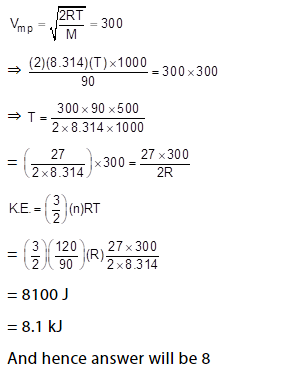 V_mp = √(2RT/M) = 300
⇒ (2)(8.314)(T)×1000 / 90 = 300×300
⇒ T = 300×90×500 / 2×8.314×1000
= (27 / 2×8.314)×300 = 27×300 / 2R
K.E. = (3/2)(n)RT
= (3/2)(120/90)(R) 27×300 / 2×8.314
= 8100 J
= 8.1 kJ
And hence answer will be 8